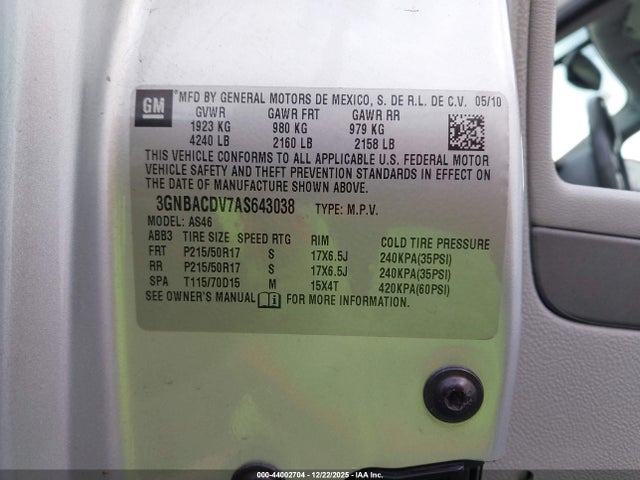 GM
*MFD BY GENERAL MOTORS DE MEXICO, S. DE R.L. DE C.V. 05/10
GVWR GAWR FRT GAWR RR
1923 KG 980 KG 979 KG
4240 LB 2160 LB 2158 LB
THIS VEHICLE CONFORMS TO ALL APPLICABLE U.S. FEDERAL MOTOR
VEHICLE SAFETY AND THEFT PREVENTION STANDARDS IN EFFECT ON
THE DATE OF MANUFACTURE SHOWN ABOVE.
3GNBACDV7AS643038 TYPE: M.P.V.
MODEL: AS46
ABB3 TIRE SIZE SPEED RTG RIM COLD TIRE PRESSURE
FRT P215/50R17 S 17X6.5J 240KPA(35PSI)
RR P215/50R17 S 17X6.5J 240KPA(35PSI)
SPA T115/70D15 M 15X4T 420KPA(60PSI)
SEE OWNER'S MANUAL FOR MORE INFORMATION.
000-44002704 12/22/2025 IAA Inc.